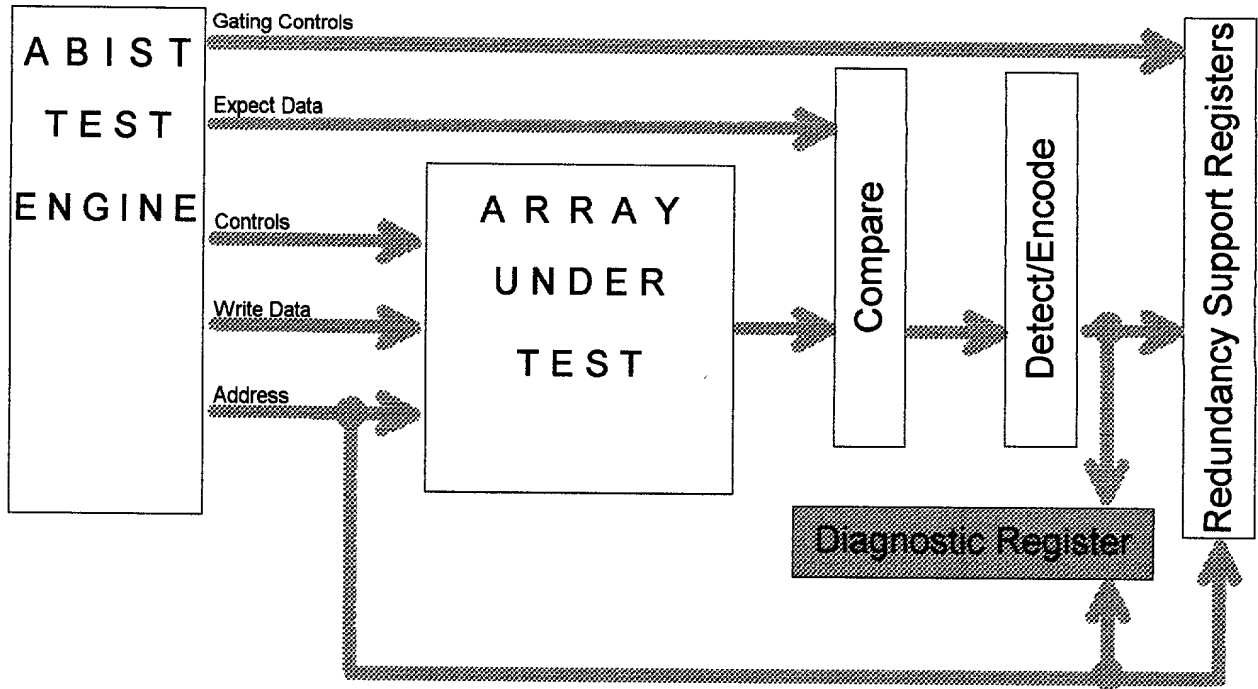 A B I S T
T E S T
E N G I N E
Gating Controls
Expect Data
Controls
Write Data
Address
A R R A Y
U N D E R
T E S T
Compare
Detect/Encode
Redundancy Support Registers
Diagnostic Register